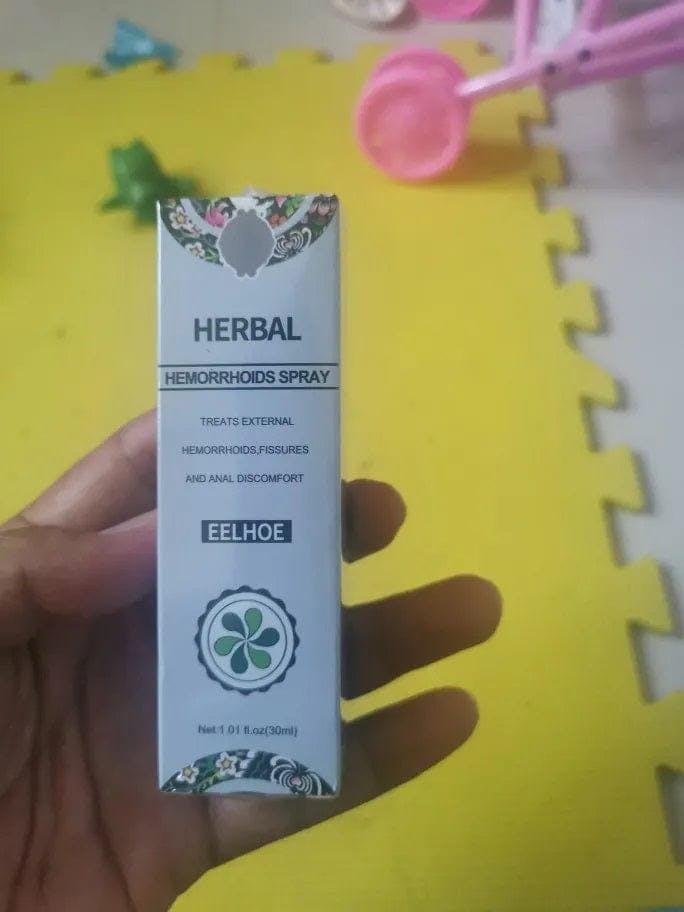 HERBAL
HEMORRHOIDS SPRAY
TREATS EXTERNAL
HEMORRHOIDS,FISSURES
AND ANAL DISCOMFORT
EELHOE
Net 1.01 fl.oz(30ml)